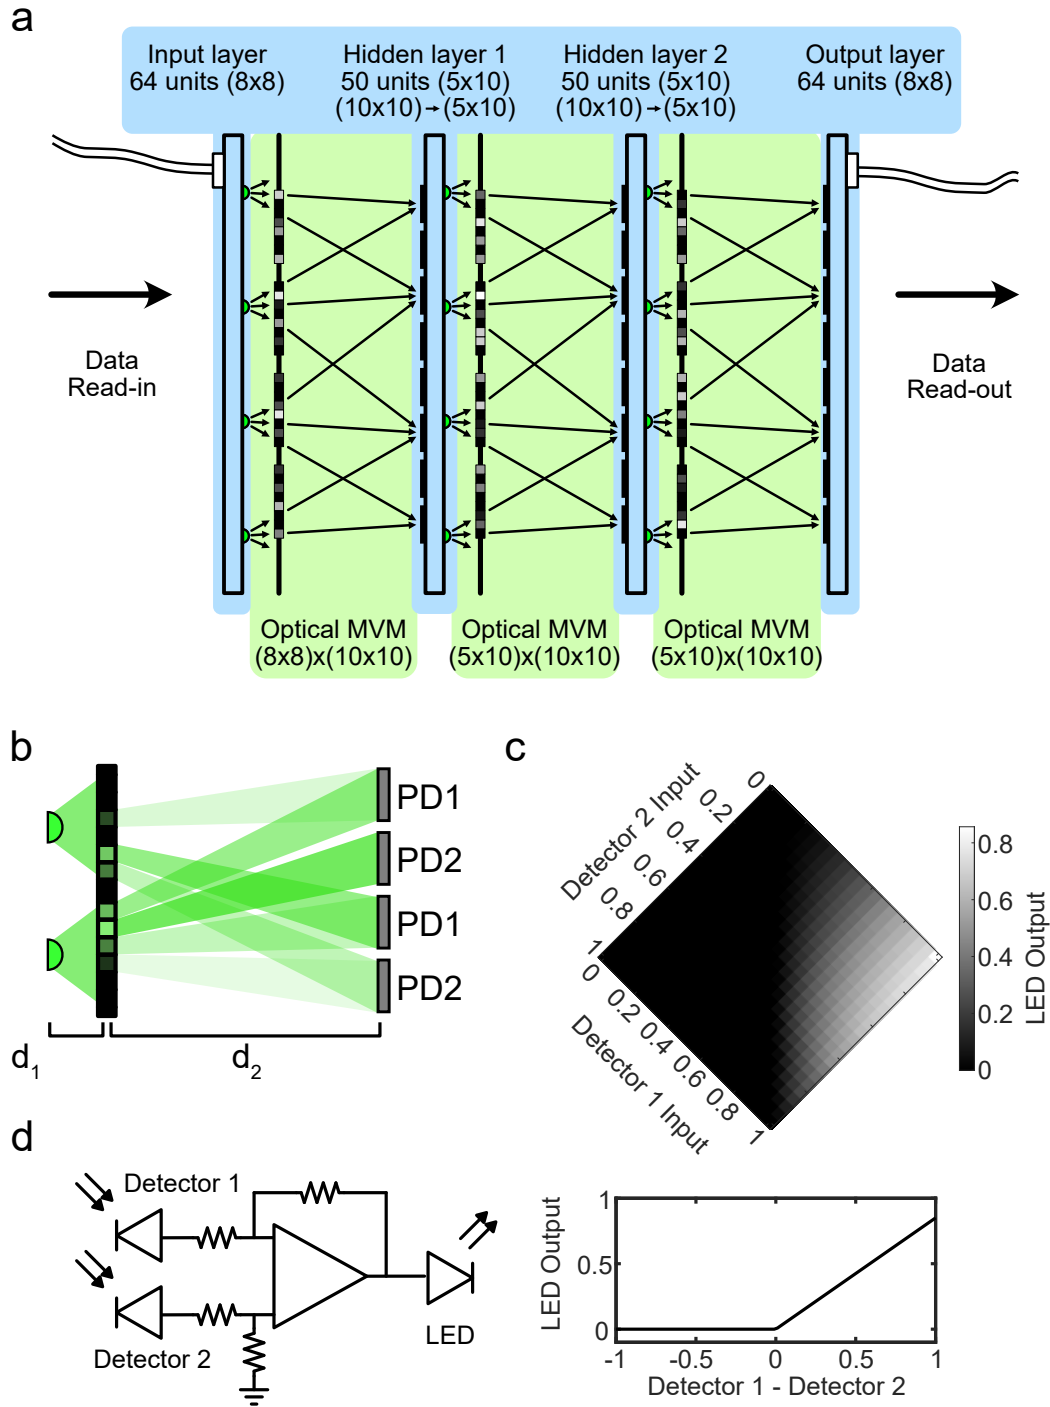 a
Input layer
64 units (8x8)
Hidden layer 1
50 units (5x10)
(10x10)→(5x10)
Hidden layer 2
50 units (5x10)
(10x10)→(5x10)
Output layer
64 units (8x8)
Data
Read-in
Data
Read-out
Optical MVM
(8x8)x(10x10)
Optical MVM
(5x10)x(10x10)
Optical MVM
(5x10)x(10x10)
b
PD1
PD2
PD1
PD2
d1
d2
c
Detector 2 Input
0
0.2
0.4
0.6
0.8
1
0
0.2
0.4
0.6
0.8
1
Detector 1 Input
0.8
0.6
0.4
0.2
0
LED Output
d
Detector 1
Detector 2
LED
LED Output
1
0.5
0
-1
-0.5
0
0.5
1
Detector 1 - Detector 2